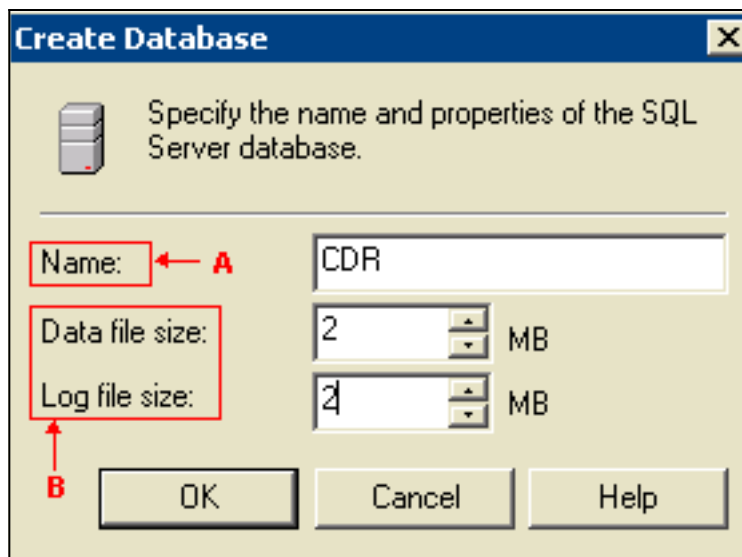 Create Database
Specify the name and properties of the SQL
Server database.
Name:
A
CDR
Data file size:
2
MB
Log file size:
2
MB
B
OK
Cancel
Help